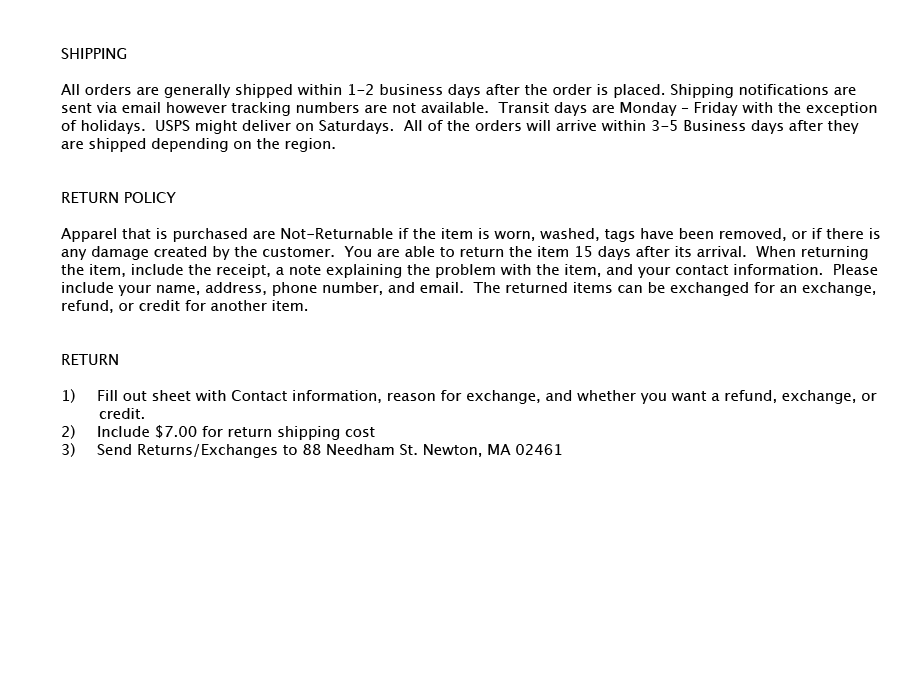 SHIPPING
All orders are generally shipped within 1-2 business days after the order is placed. Shipping notifications are
sent via email however tracking numbers are not available.  Transit days are Monday - Friday with the exception
of holidays.  USPS might deliver on Saturdays.  All of the orders will arrive within 3-5 Business days after they
are shipped depending on the region.
RETURN POLICY
Apparel that is purchased are Not-Returnable if the item is worn, washed, tags have been removed, or if there is
any damage created by the customer.  You are able to return the item 15 days after its arrival.  When returning
the item, include the receipt, a note explaining the problem with the item, and your contact information.  Please
include your name, address, phone number, and email.  The returned items can be exchanged for an exchange,
refund, or credit for another item.
RETURN
1) Fill out sheet with Contact information, reason for exchange, and whether you want a refund, exchange, or
credit.
2) Include $7.00 for return shipping cost
3) Send Returns/Exchanges to 88 Needham St. Newton, MA 02461